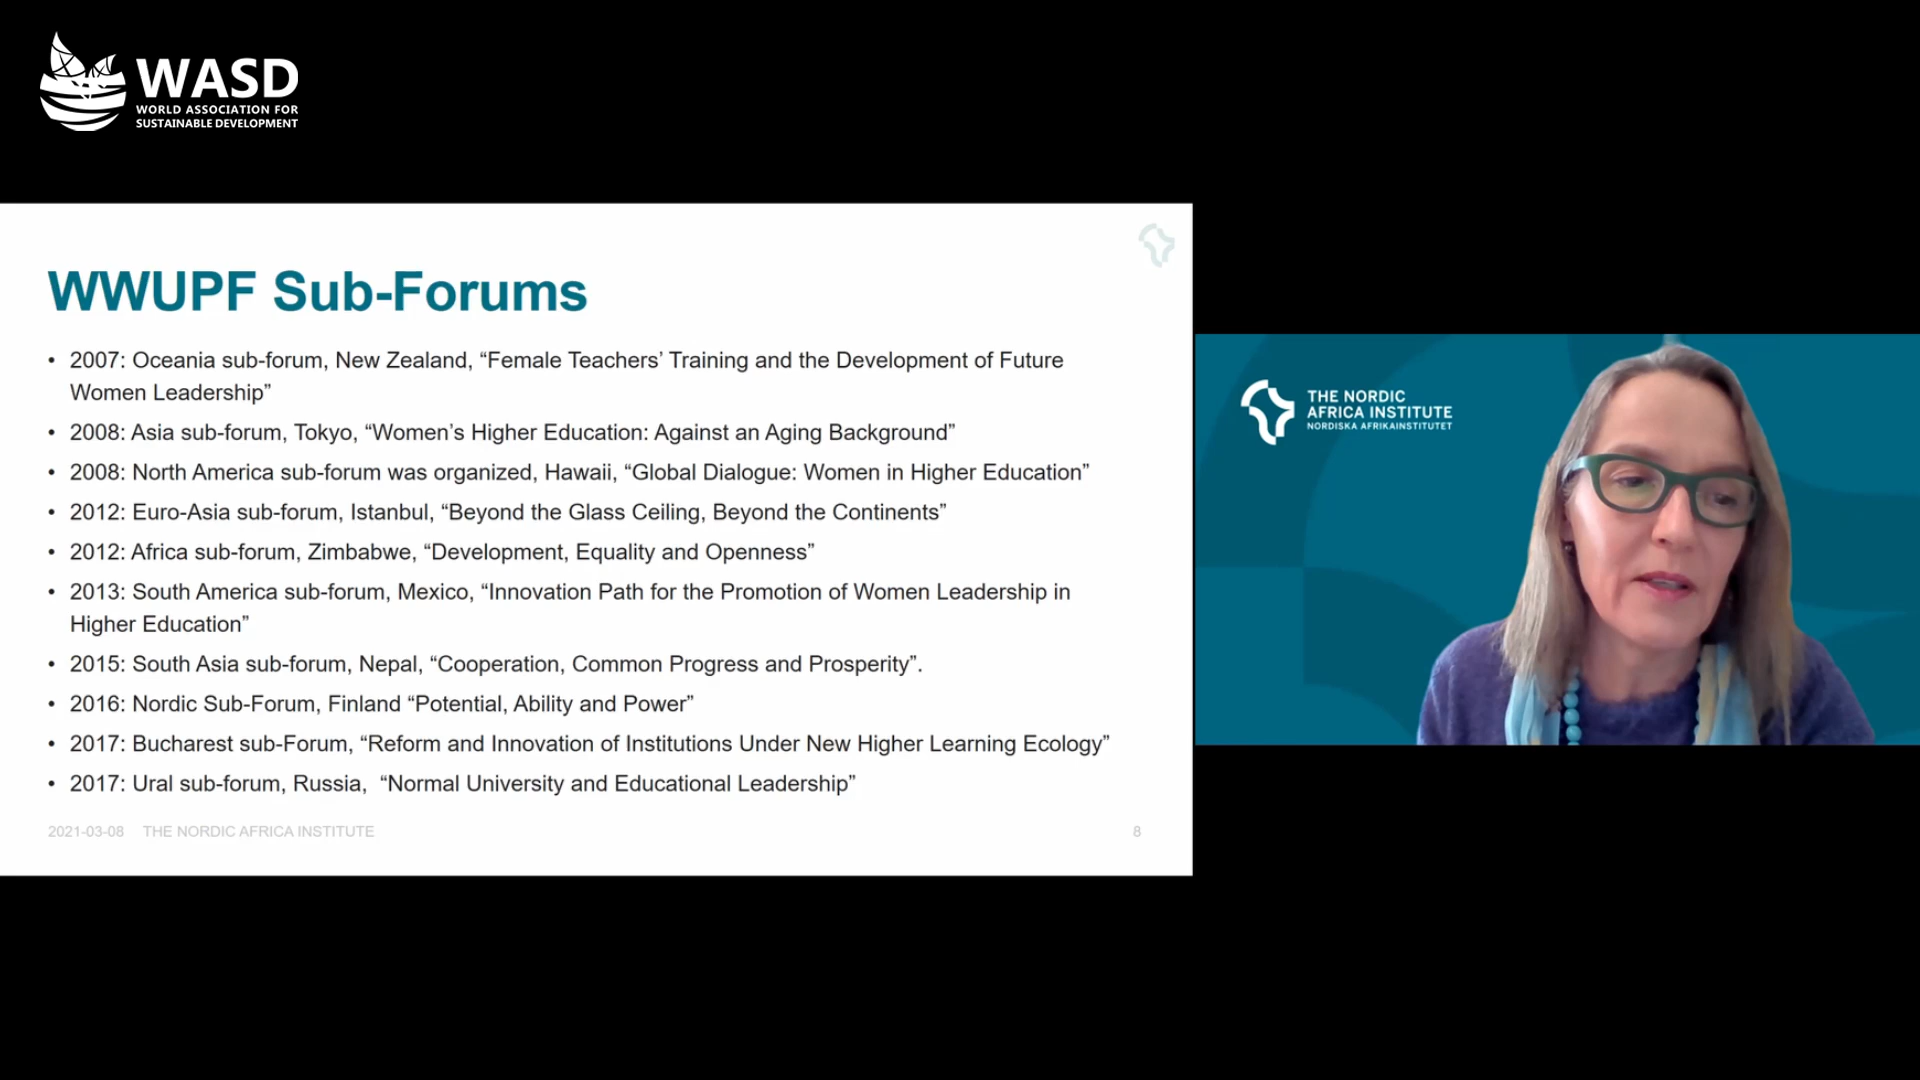 WASD
WORLD ASSOCIATION FOR
SUSTAINABLE DEVELOPMENT
WWUPF Sub-Forums
• 2007: Oceania sub-forum, New Zealand, “Female Teachers’ Training and the Development of Future
Women Leadership”
• 2008: Asia sub-forum, Tokyo, “Women’s Higher Education: Against an Aging Background”
• 2008: North America sub-forum was organized, Hawaii, “Global Dialogue: Women in Higher Education”
• 2012: Euro-Asia sub-forum, Istanbul, “Beyond the Glass Ceiling, Beyond the Continents”
• 2012: Africa sub-forum, Zimbabwe, “Development, Equality and Openness”
• 2013: South America sub-forum, Mexico, “Innovation Path for the Promotion of Women Leadership in
Higher Education”
• 2015: South Asia sub-forum, Nepal, “Cooperation, Common Progress and Prosperity”.
• 2016: Nordic Sub-Forum, Finland “Potential, Ability and Power”
• 2017: Bucharest sub-Forum, “Reform and Innovation of Institutions Under New Higher Learning Ecology”
• 2017: Ural sub-forum, Russia, “Normal University and Educational Leadership”
2021-03-08 THE NORDIC AFRICA INSTITUTE 8
THE NORDIC
AFRICA INSTITUTE
NORDISKA AFRIKAINSTITUTET